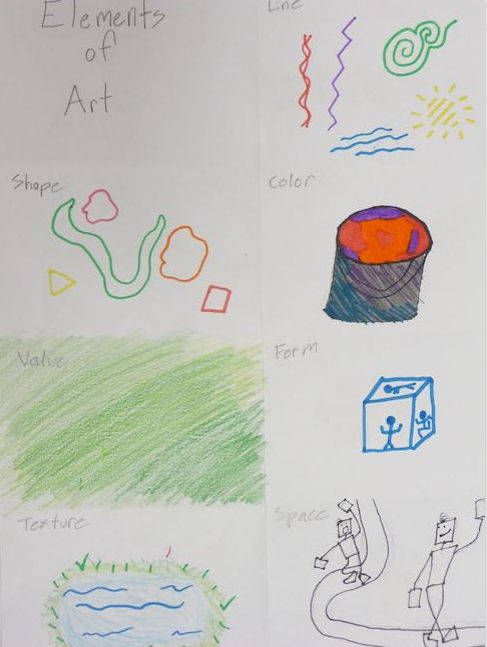 Elements
of
Art
Line
Shape
Color
Value
Form
Texture
Space